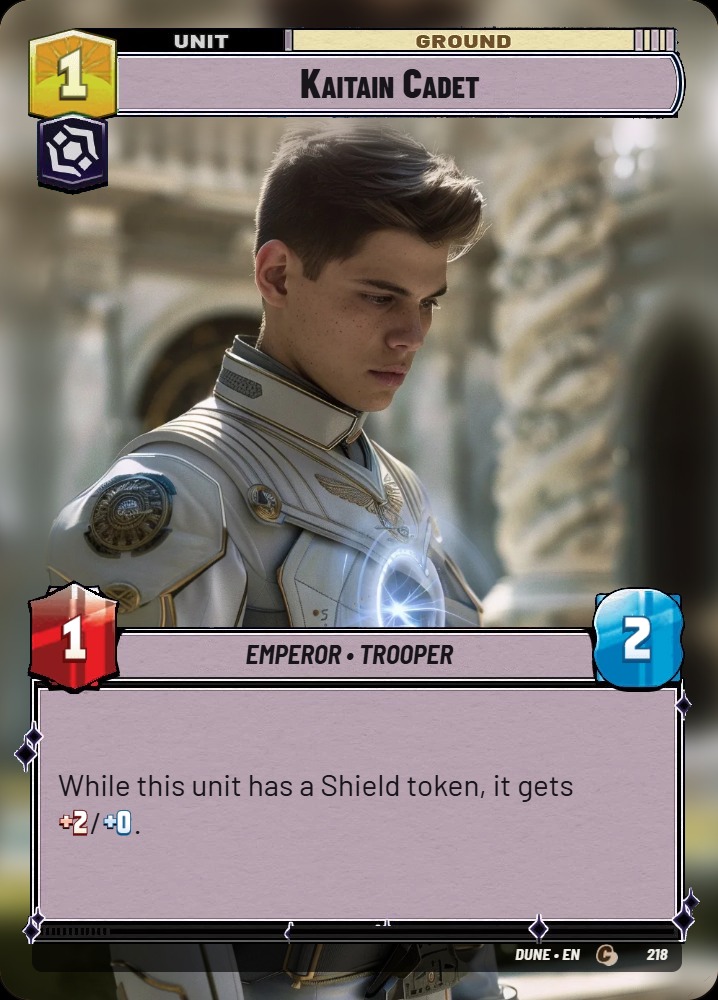 UNIT
GROUND
1
KAITAIN CADET
1
EMPEROR • TROOPER
2
While this unit has a Shield token, it gets
+2/+0.
DUNE • EN C 218